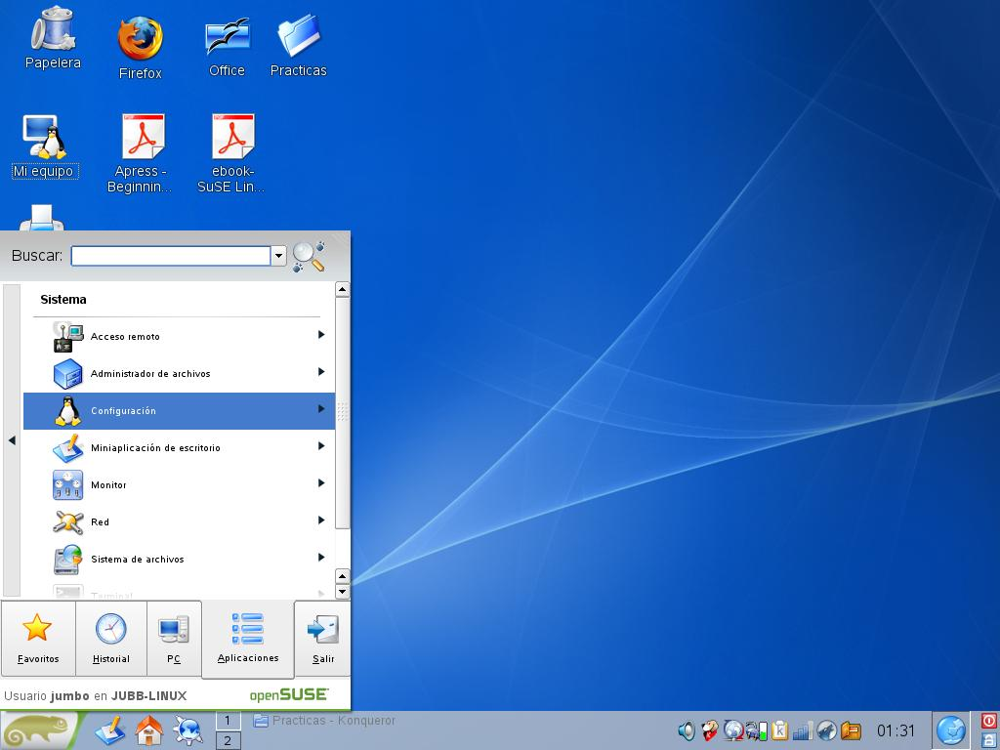 Papelera
Firefox
Office
Practicas
Mi equipo
Apress -
Beginnin...
ebook-
SuSE Lin...
Buscar:
Sistema
Acceso remoto
Administrador de archivos
Configuración
Miniaplicación de escritorio
Monitor
Red
Sistema de archivos
Terminal
Favoritos
Historial
PC
Aplicaciones
Salir
Usuario jumbo en JUBB-LINUX
openSUSE
1
2
Practicas - Konqueror
01:31